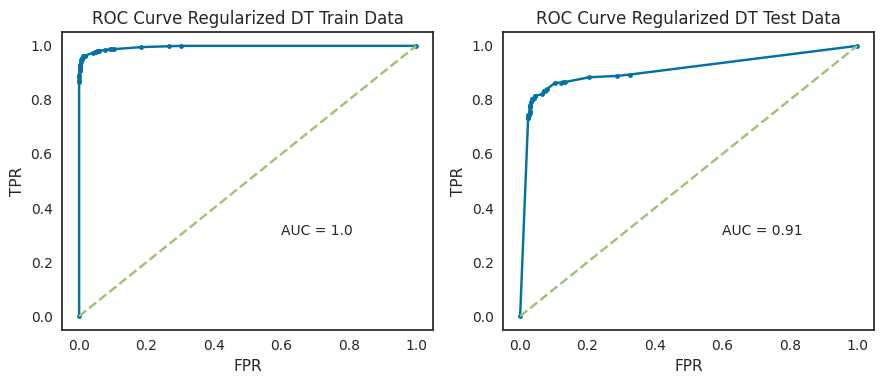 ROC Curve Regularized DT Train Data
TPR
1.0
0.8
0.6
0.4
0.2
0.0
AUC = 1.0
0.0 0.2 0.4 0.6 0.8 1.0
FPR
ROC Curve Regularized DT Test Data
TPR
1.0
0.8
0.6
0.4
0.2
0.0
AUC = 0.91
0.0 0.2 0.4 0.6 0.8 1.0
FPR